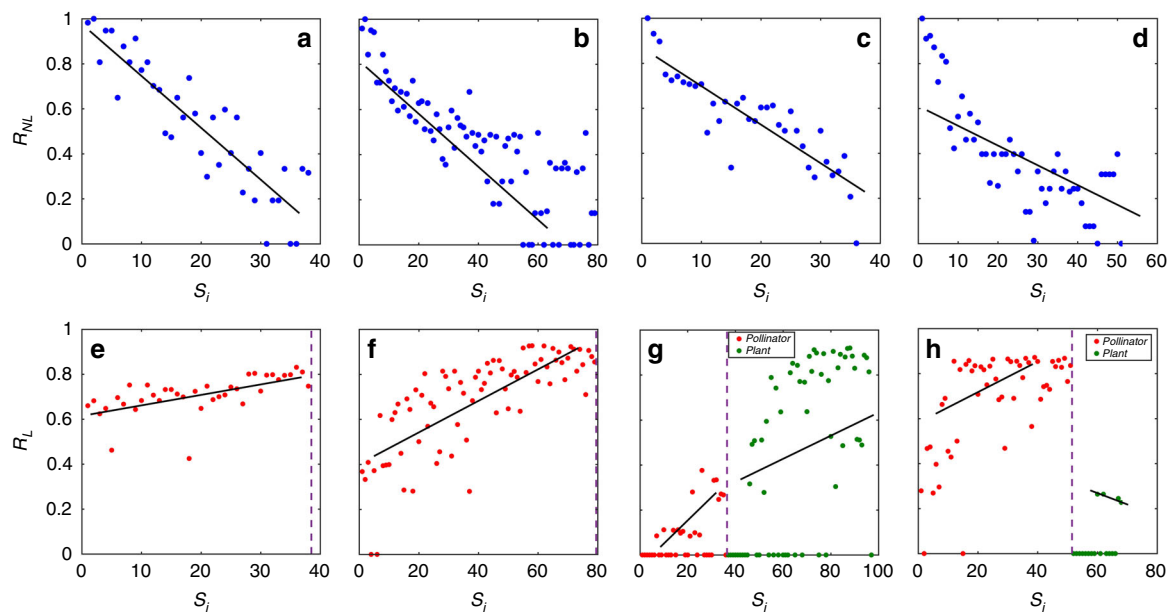 a
b
c
d
R_NL
1
0.8
0.6
0.4
0.2
0
0 10 20 30 40
0 20 40 60 80
0 10 20 30 40
0 10 20 30 40 50 60
S_i
S_i
S_i
S_i
e
f
g
h
Pollinator
Plant
Pollinator
Plant
R_L
1
0.8
0.6
0.4
0.2
0
0 10 20 30 40
0 20 40 60 80
0 20 40 60 80 100
0 20 40 60 80
S_i
S_i
S_i
S_i